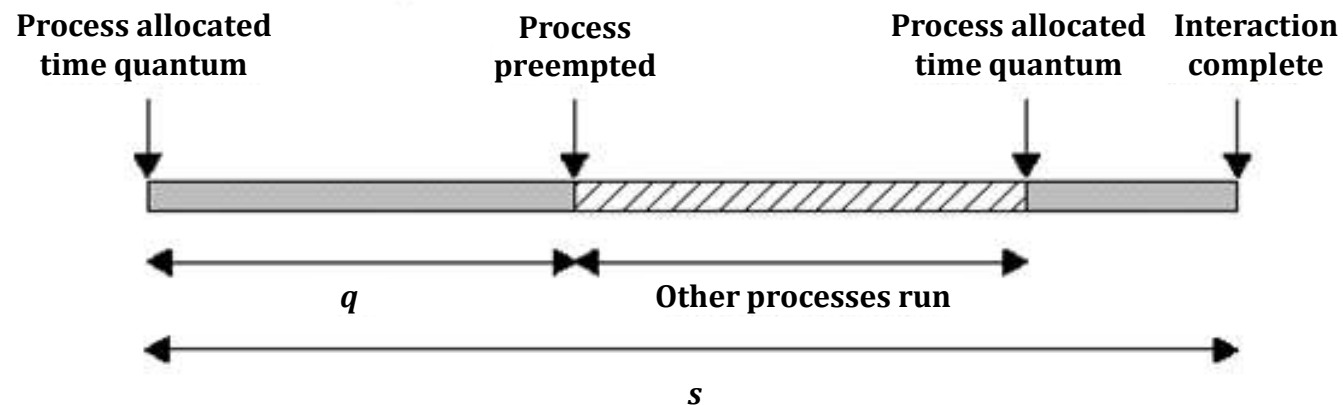 Process allocated
time quantum
Process
preempted
Process allocated
time quantum
Interaction
complete
q
Other processes run
s